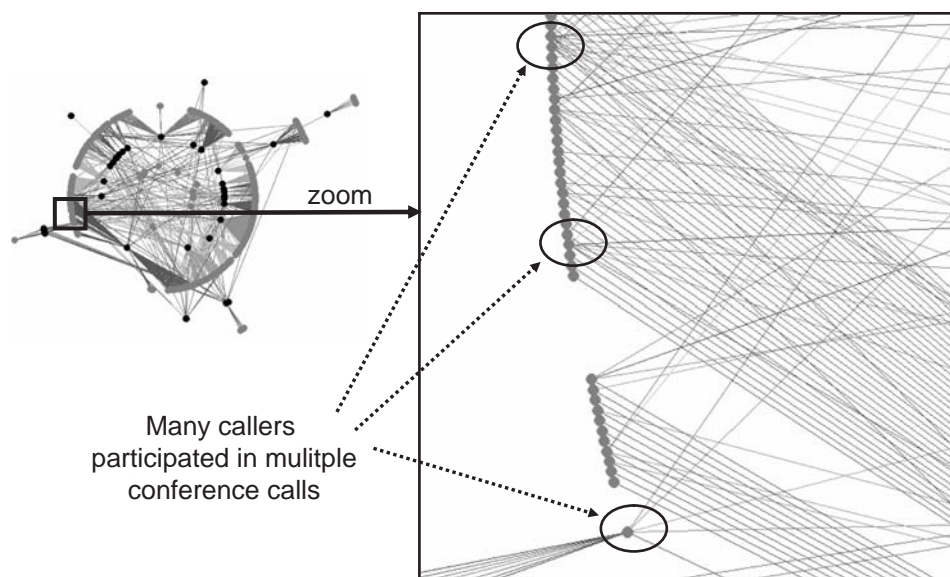 zoom
Many callers
participated in mulitple
conference calls